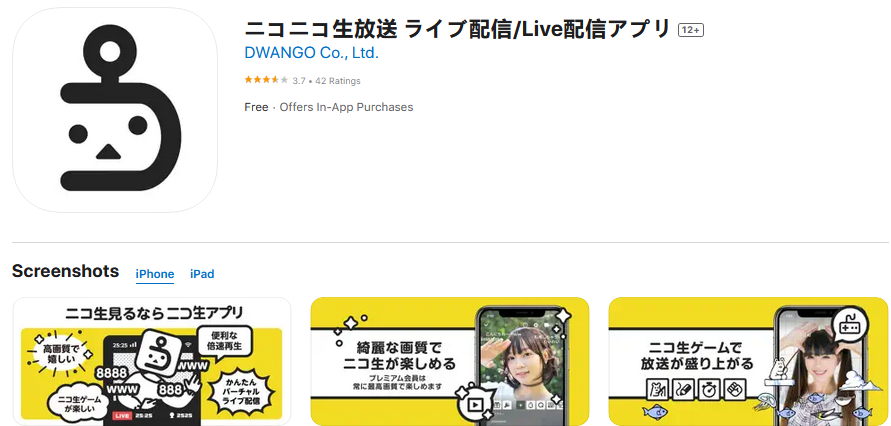 ニコニコ生放送 ライブ配信/Live配信アプリ 12+
DWANGO Co., Ltd.
3.7 • 42 Ratings
Free · Offers In-App Purchases
Screenshots iPhone iPad
ニコ生見るならニコ生アプリ
高画質で
嬉しい
25:25
便利な
倍速再生
8888
www
www
888
ニコ生ゲーム
が楽しい
かんたん
バーチャル
ライブ配信
LIVE 25:25 2525
綺麗な画質で
ニコ生が楽しめる
プレミアム会員は
常に最高画質で楽しめます
ニコ生ゲームで
放送が盛り上がる